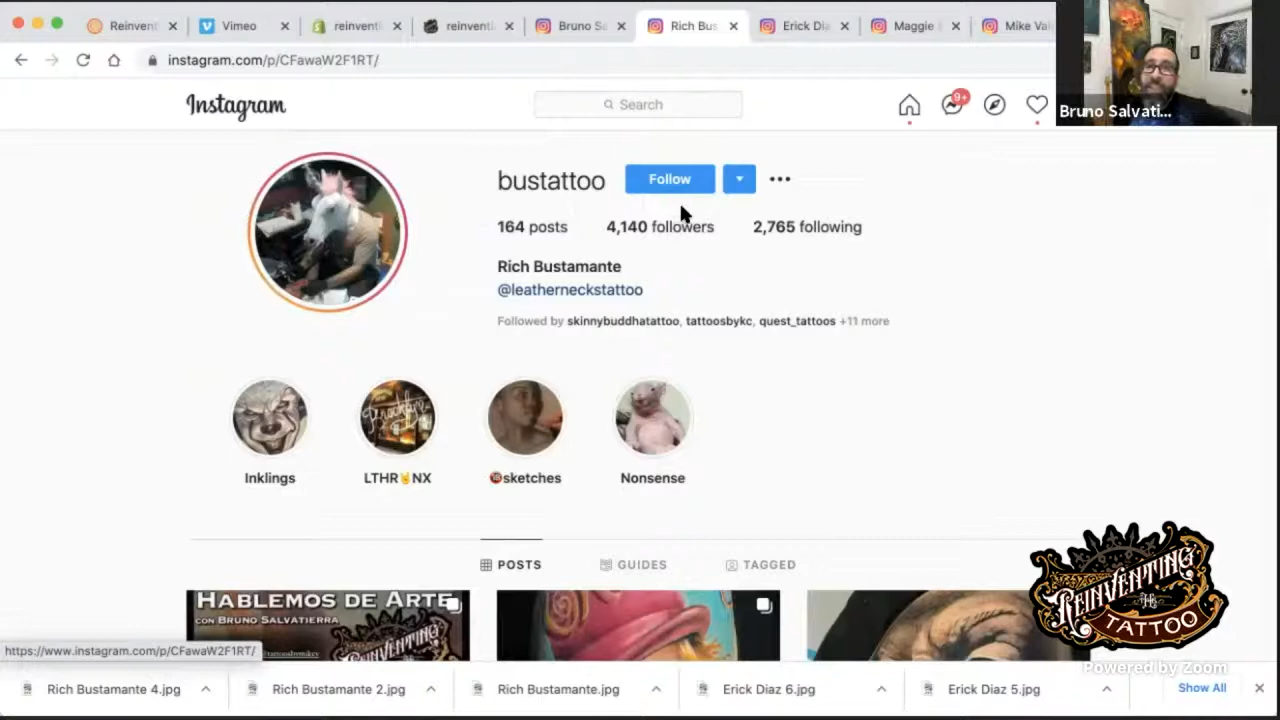 Reinvent
Vimeo
reinventi
reinventi
Bruno Sa
Rich Bus
Erick Dia
Maggie
Mike Val
instagram.com/p/CFawaW2F1RT/
Instagram
Search
9+
Bruno Salvati...
bustattoo
Follow
164 posts 4,140 followers 2,765 following
Rich Bustamante
@leatherneckstattoo
Followed by skinnybuddhatattoo, tattoosbykc, quest_tattoos +11 more
Brooklyn
Inklings
LTHR🤘NX
🔞sketches
Nonsense
POSTS
GUIDES
TAGGED
HABLEMOS DE ARTE
CON BRUNO SALVATIERRA
REINVENTING
THE
TATTOO
Powered by Zoom
https://www.instagram.com/p/CFawaW2F1RT/
Rich Bustamante 4.jpg
Rich Bustamante 2.jpg
Rich Bustamante.jpg
Erick Diaz 6.jpg
Erick Diaz 5.jpg
Show All